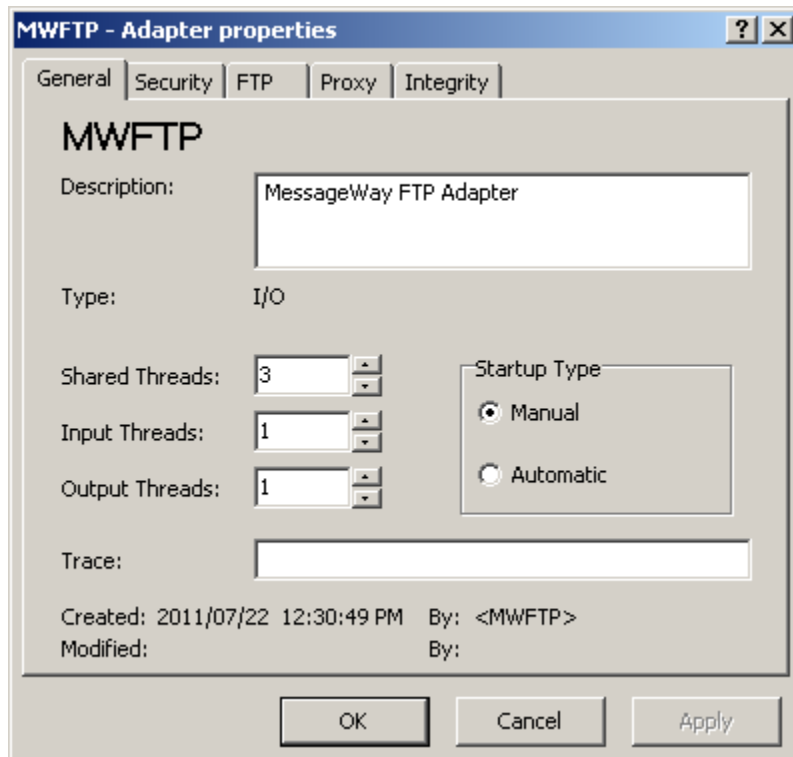 MWFTP - Adapter properties
General Security FTP Proxy Integrity
MWFTP
Description: MessageWay FTP Adapter
Type: I/O
Shared Threads: 3
Startup Type
Manual
Input Threads: 1
Output Threads: 1
Automatic
Trace:
Created: 2011/07/22 12:30:49 PM By: <MWFTP>
Modified: By:
OK Cancel Apply